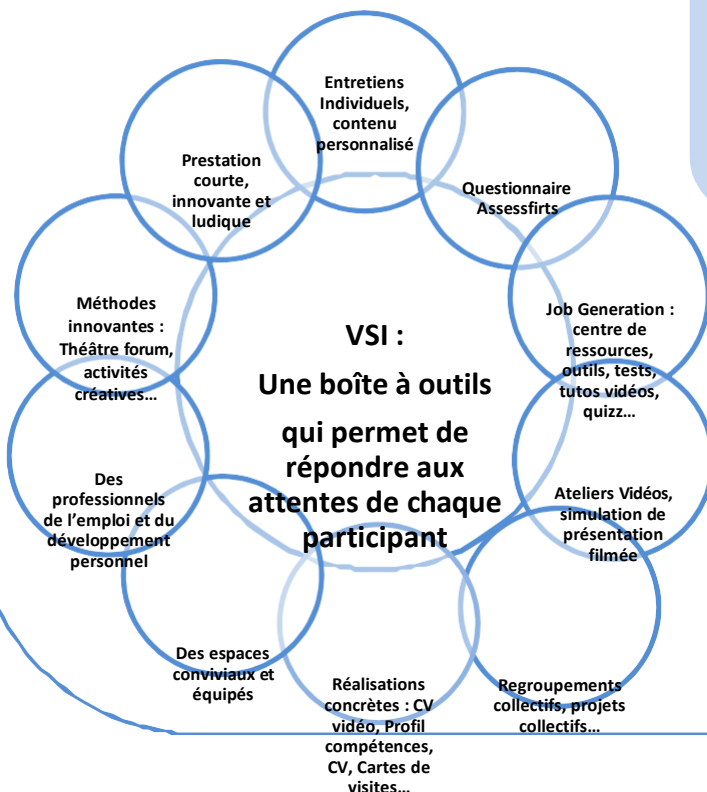 Entretiens
Individuels,
contenu
personnalisé
Questionnaire
Assessfirts
Job Generation :
centre de
ressources,
outils, tests,
tutos vidéos,
quizz...
Ateliers Vidéos,
simulation de
présentation
filmée
Regroupements
collectifs, projets
collectifs...
Réalisations
concrètes : CV
vidéo, Profil
compétences,
CV, Cartes de
visites...
Des espaces
conviviaux et
équipés
Des
professionnels
de l'emploi et du
développement
personnel
Méthodes
innovantes :
Théâtre forum,
activités
créatives...
Prestation
courte,
innovante et
ludique
VSI :
Une boîte à outils
qui permet de
répondre aux
attentes de chaque
participant